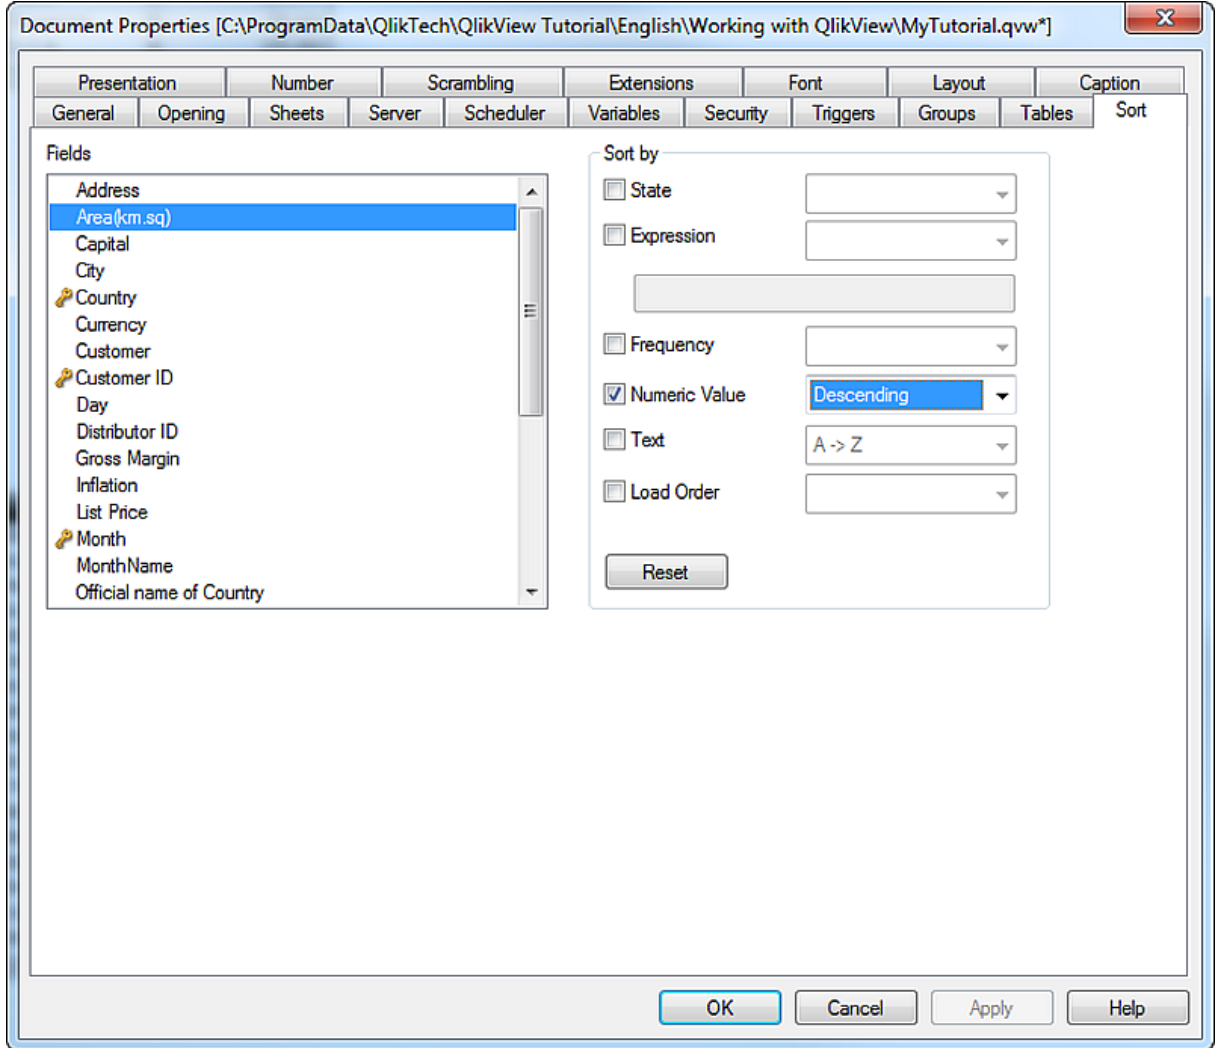 Document Properties [C:\ProgramData\QlikTech\QlikView Tutorial\English\Working with QlikView\MyTutorial.qvw*]
Presentation Number Scrambling Extensions Font Layout Caption
General Opening Sheets Server Scheduler Variables Security Triggers Groups Tables Sort
Fields
Address
Area(km.sq)
Capital
City
Country
Currency
Customer
Customer ID
Day
Distributor ID
Gross Margin
Inflation
List Price
Month
MonthName
Official name of Country
Sort by
State
Expression
Frequency
Numeric Value Descending
Text A -> Z
Load Order
Reset
OK Cancel Apply Help